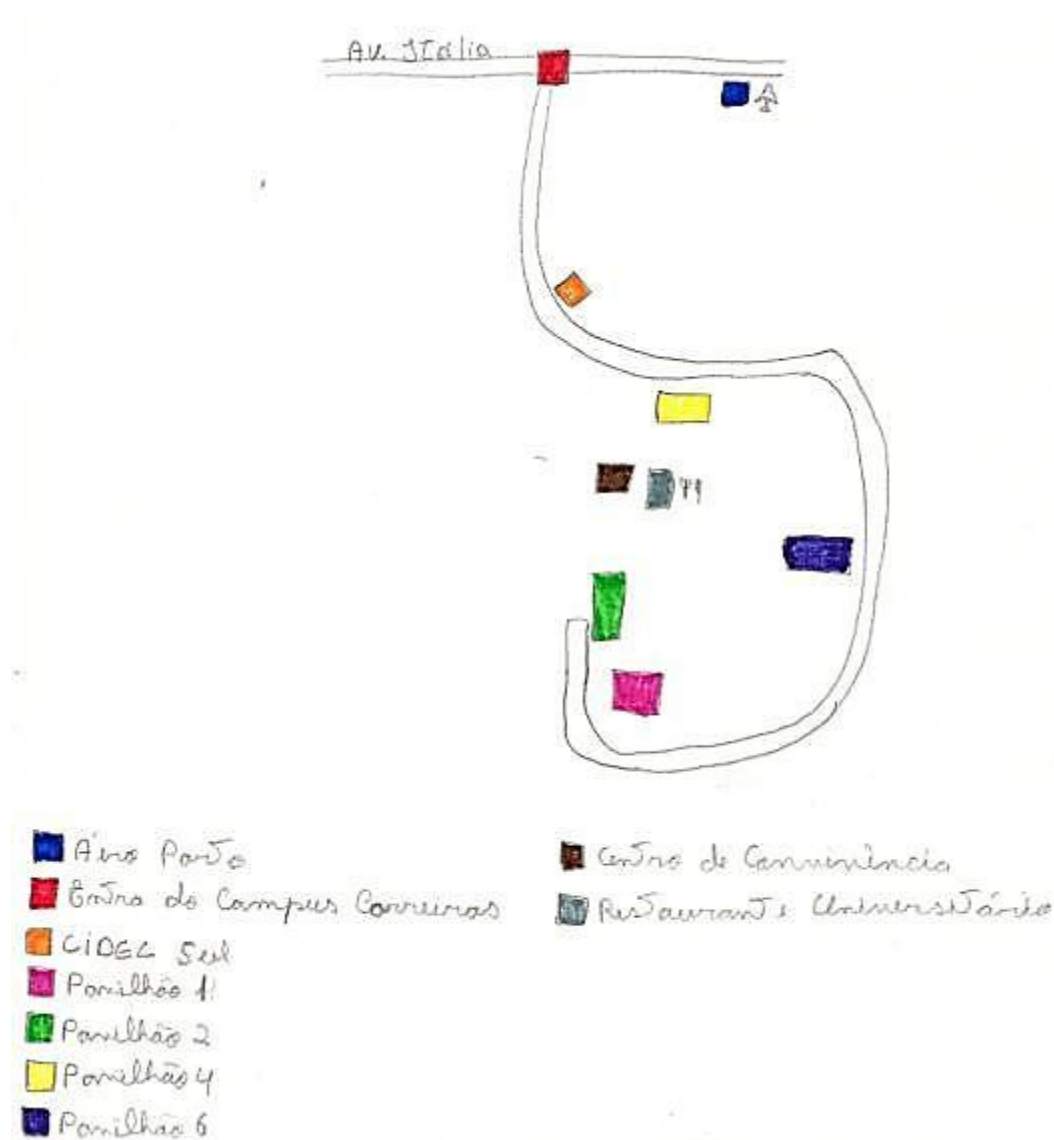 Av. Itália
Aéro Porto
Entra do Campus Carreiros
CIDEC Sul
Pavilhão 1
Pavilhão 2
Pavilhão 4
Pavilhão 6
Centro de Convivência
Restaurante Universitário